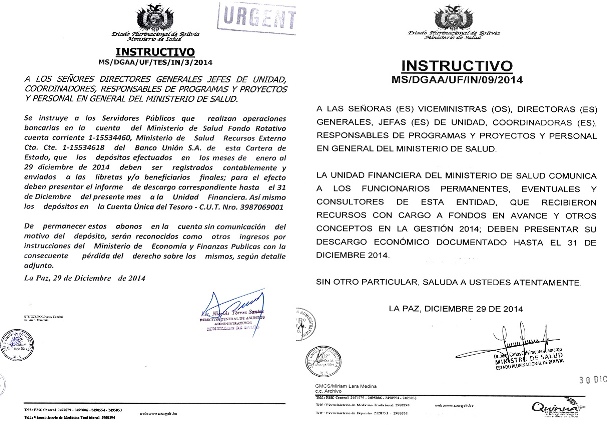 URGENT
Estado Plurinacional de Bolivia
Ministerio de Salud
INSTRUCTIVO
MS/DGAA/UF/TES/IN/3/2014
A LOS SEÑORES DIRECTORES GENERALES JEFES DE UNIDAD,
COORDINADORES, RESPONSABLES DE PROGRAMAS Y PROYECTOS
Y PERSONAL EN GENERAL DEL MINISTERIO DE SALUD.
Se instruye a los Servidores Públicos que realizan operaciones
bancarias en la cuenta del Ministerio de Salud Fondo Rotativo
cuenta corriente 1-15534460, Ministerio de Salud Recursos Externo
Cta. Cte. 1-15534618 del Banco Unión S.A. de esta Cartera de
Estado, que los depósitos efectuados en los meses de enero al
29 diciembre de 2014 deben ser registrados contablemente y
enviados a las libretas y/o beneficiarios finales; para el efecto
deben presentar el informe de descargo correspondiente hasta el 31
de Diciembre del presente mes a la Unidad Financiera. Así mismo
los depósitos en la Cuenta Única del Tesoro - C.U.T. Nro. 3987069001
De permanecer estos abonos en la cuenta sin comunicación del
motivo del depósito, serán reconocidos como otros ingresos por
instrucciones del Ministerio de Economía y Finanzas Publicas con la
consecuente pérdida del derecho sobre los mismos, según detalle
adjunto.
La Paz, 29 de Diciembre de 2014
Estado Plurinacional de Bolivia
Ministerio de Salud
INSTRUCTIVO
MS/DGAA/UF/IN/09/2014
A LAS SEÑORAS (ES) VICEMINISTRAS (OS), DIRECTORAS (ES)
GENERALES, JEFAS (ES) DE UNIDAD, COORDINADORAS (ES).
RESPONSABLES DE PROGRAMAS Y PROYECTOS Y PERSONAL
EN GENERAL DEL MINISTERIO DE SALUD.
LA UNIDAD FINANCIERA DEL MINISTERIO DE SALUD COMUNICA
A LOS FUNCIONARIOS PERMANENTES, EVENTUALES Y
CONSULTORES DE ESTA ENTIDAD, QUE RECIBIERON
RECURSOS CON CARGO A FONDOS EN AVANCE Y OTROS
CONCEPTOS EN LA GESTIÓN 2014; DEBEN PRESENTAR SU
DESCARGO ECONÓMICO DOCUMENTADO HASTA EL 31 DE
DICIEMBRE 2014.
SIN OTRO PARTICULAR, SALUDA A USTEDES ATENTAMENTE.
LA PAZ, DICIEMBRE 29 DE 2014
MINISTRA DE SALUD
30 DIC
GMCS/Miriam Lara Medina
c.c. Archivo
Quinua